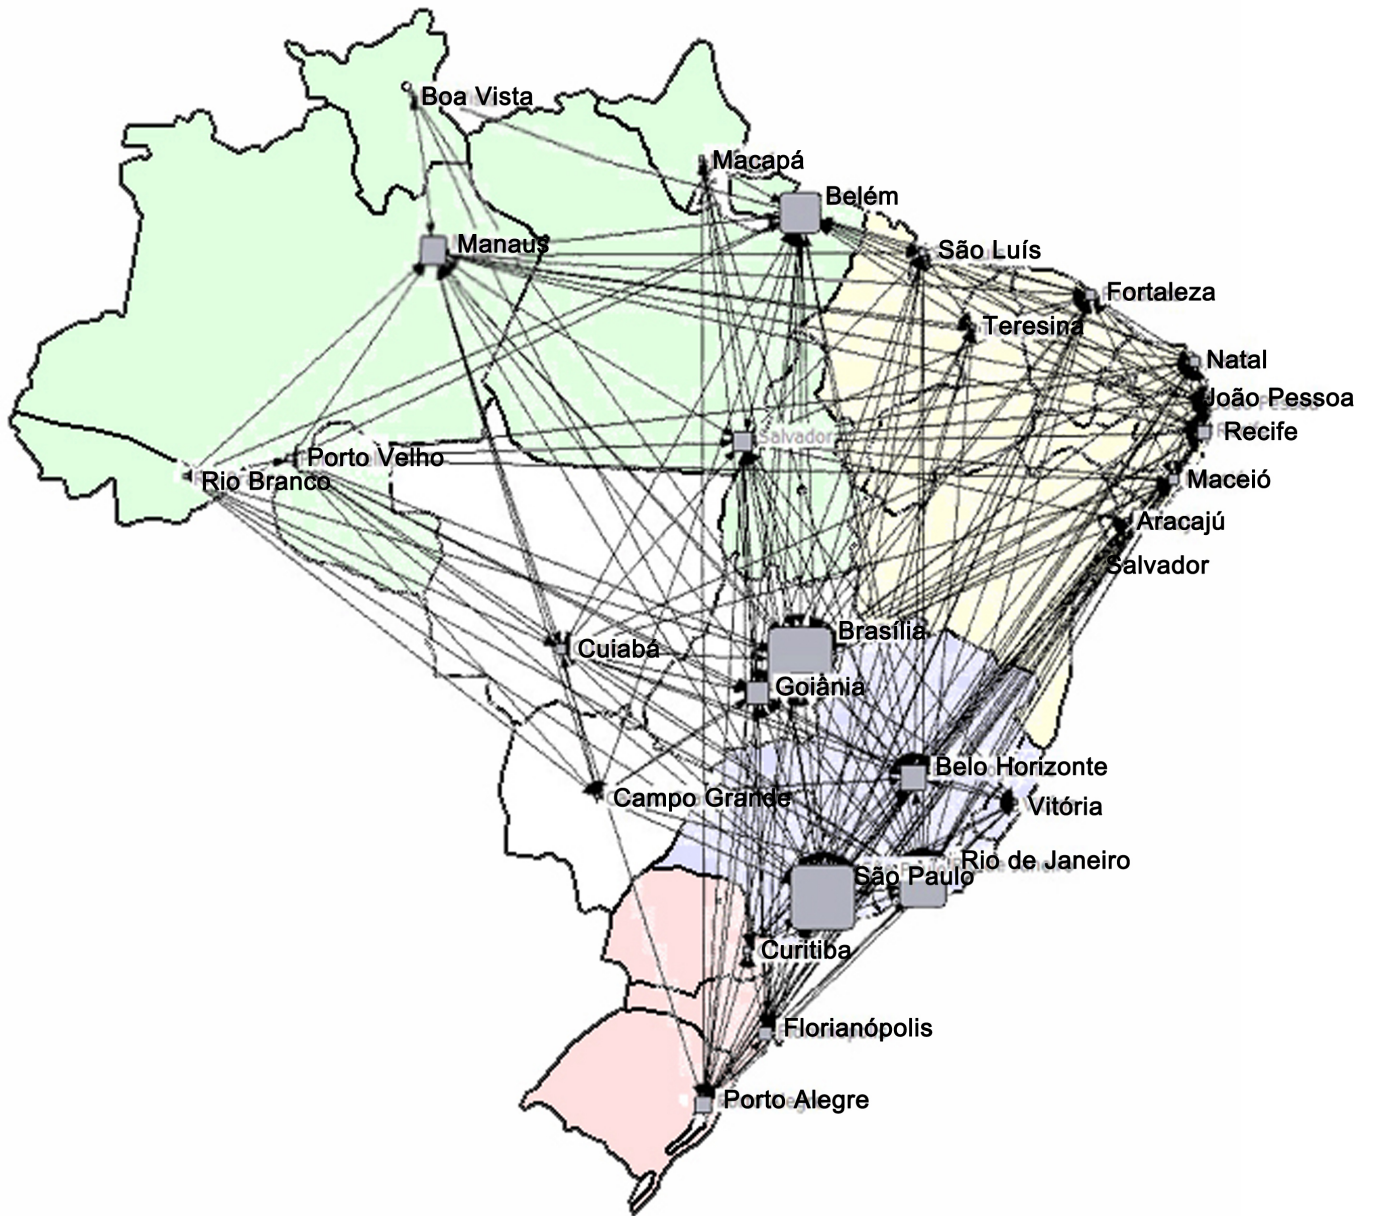 Boa Vista
Macapá
Belém
Manaus
São Luís
Fortaleza
Teresina
Natal
João Pessoa
Recife
Salvador
Porto Velho
Rio Branco
Maceió
Aracajú
Salvador
Brasília
Cuiabá
Goiânia
Belo Horizonte
Campo Grande
Vitória
Rio de Janeiro
São Paulo
Curitiba
Florianópolis
Porto Alegre